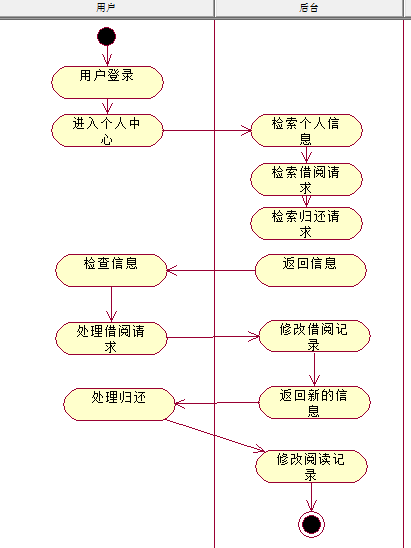 用户
后台
用户登录
进入个人中
心
检索个人信
息
检索借阅请
求
检索归还请
求
检查信息
返回信息
处理借阅请
求
修改借阅记
录
处理归还
返回新的信
息
修改阅读记
录